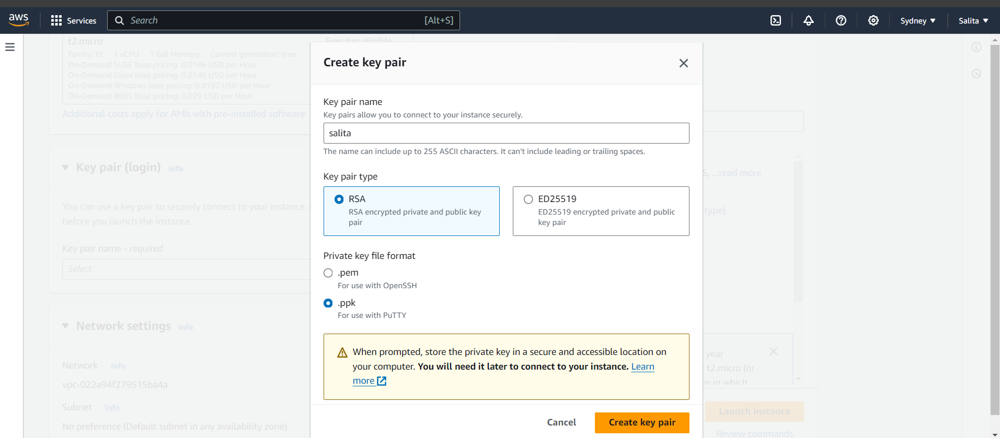 aws
Services
Search [Alt+S]
Sydney
Salita
t2.micro Free tier eligible
Family: t2 1 vCPU 1 GiB Memory Current generation: true
On-Demand SUSE base pricing: 0.0146 USD per Hour
On-Demand Linux base pricing: 0.0146 USD per Hour
On-Demand Windows base pricing: 0.0192 USD per Hour
On-Demand RHEL base pricing: 0.029 USD per Hour
Additional costs apply for AMIs with pre-installed software
Key pair (login) Info
You can use a key pair to securely connect to your instance.
before you launch the instance.
Key pair name - required
Select
Network settings Info
Network Info
vpc-022a94f279515ba4a
Subnet Info
No preference (Default subnet in any availability zone)
Create key pair
Key pair name
Key pairs allow you to connect to your instance securely.
salita
The name can include up to 255 ASCII characters. It can't include leading or trailing spaces.
Key pair type
RSA
RSA encrypted private and public key
pair
ED25519
ED25519 encrypted private and public
key pair
Private key file format
.pem
For use with OpenSSH
.ppk
For use with PuTTY
When prompted, store the private key in a secure and accessible location on
your computer. You will need it later to connect to your instance. Learn
more
Cancel
Create key pair
S, ...read more
type)
year
t2.micro (or
in which
Launch instance
Review commands